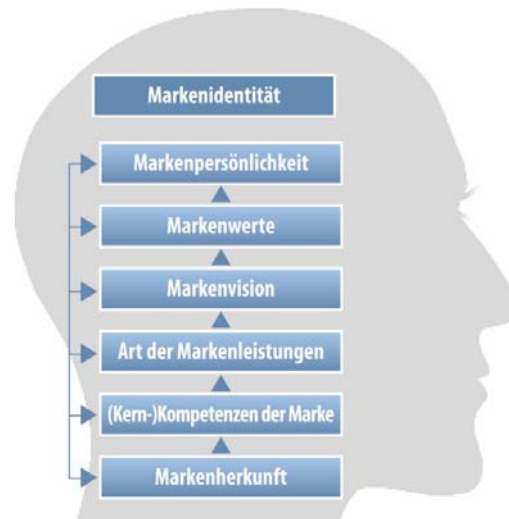 Markenidentität
Markenpersönlichkeit
Markenwerte
Markenvision
Art der Markenleistungen
(Kern-)Kompetenzen der Marke
Markenherkunft